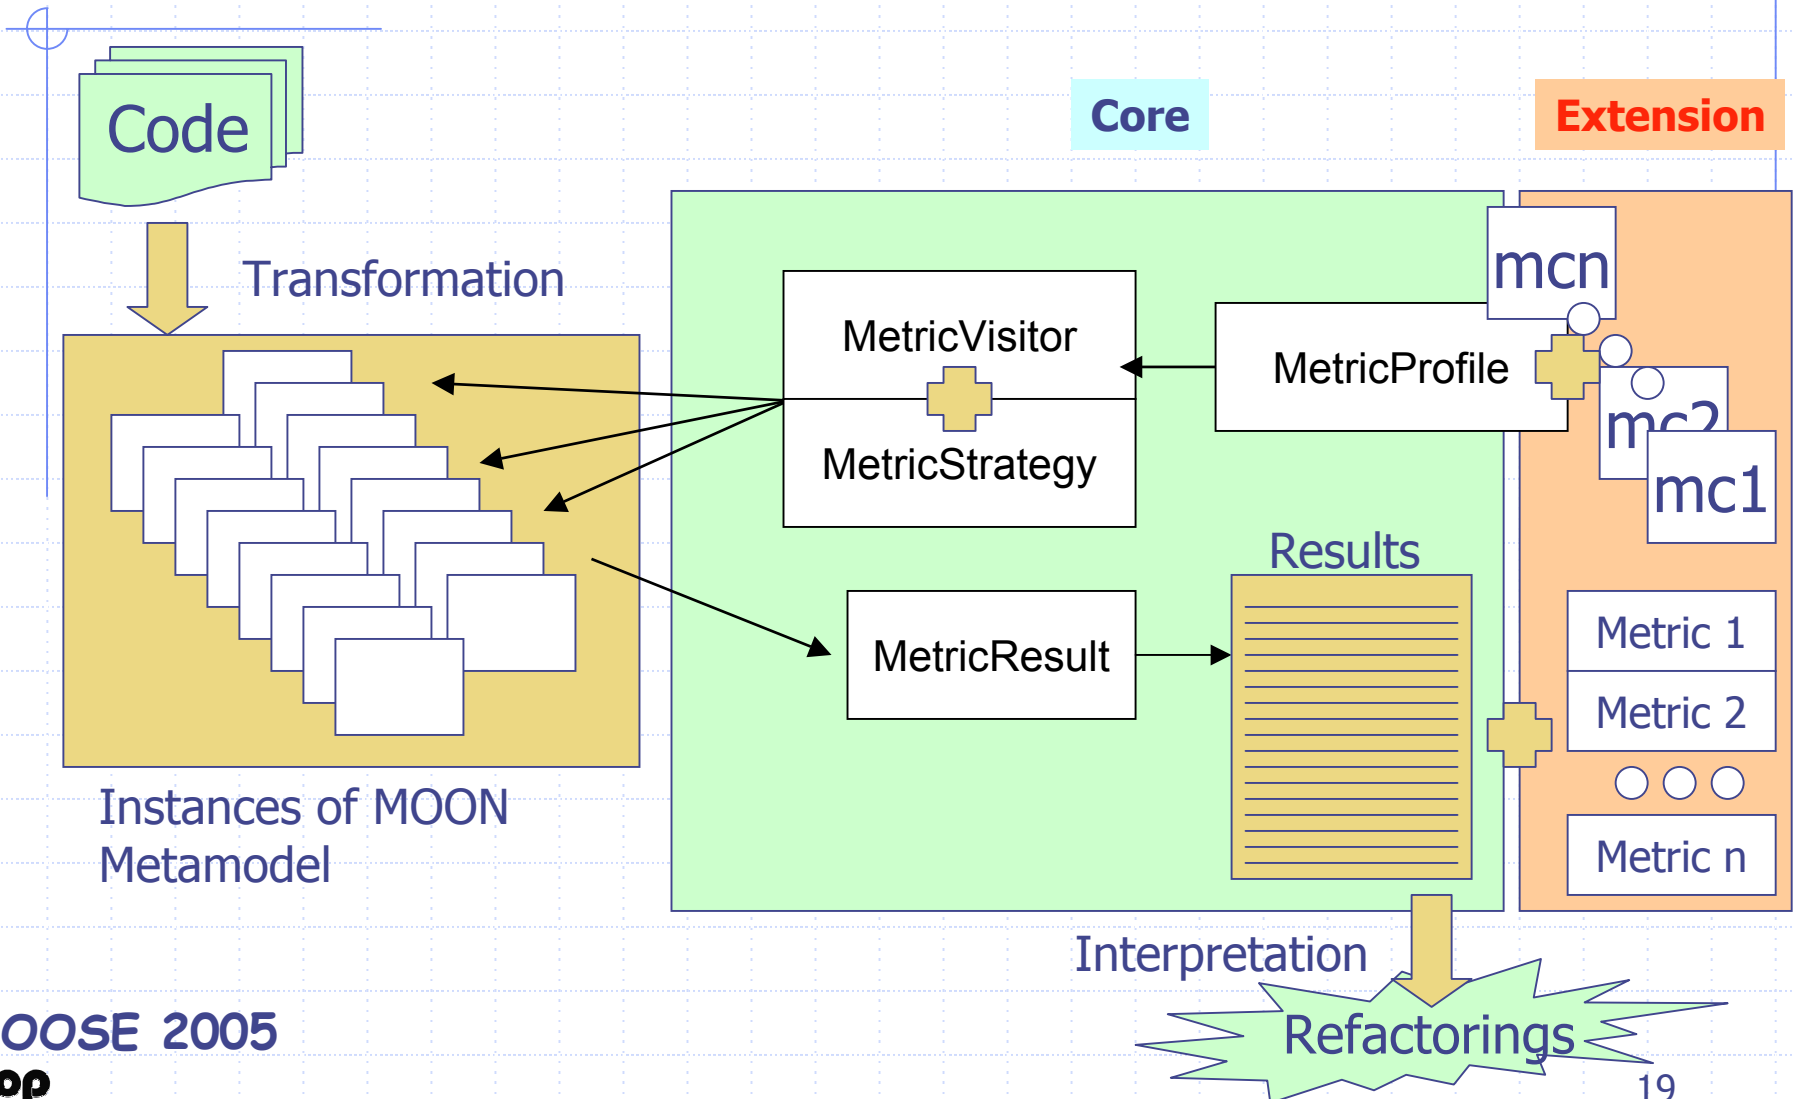 Code
Core
Extension
Transformation
mcn
MetricVisitor
MetricProfile
mc2
MetricStrategy
mc1
Results
Metric 1
MetricResult
Metric 2
Instances of MOON
Metamodel
Metric n
Interpretation
Refactorings
OOSE 2005
19